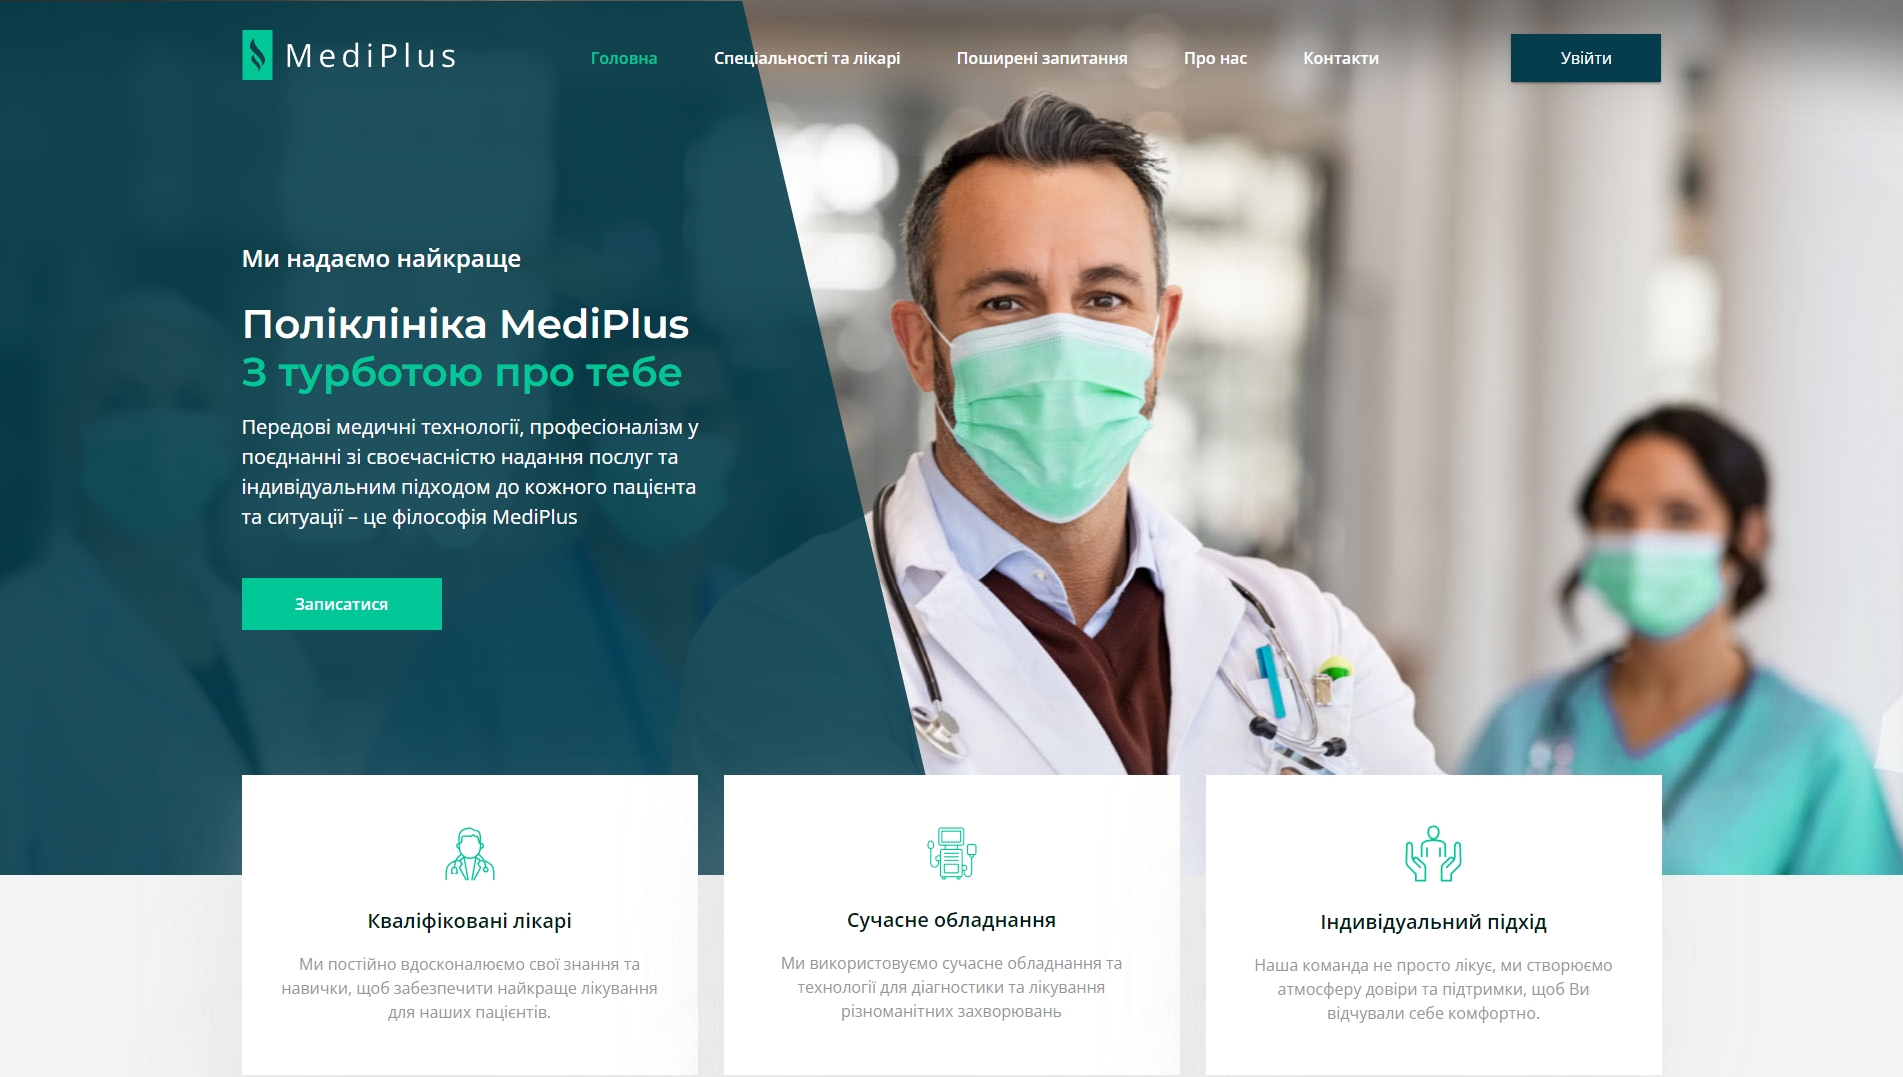 MediPlus
Головна
Спеціальності та лікарі
Поширені запитання
Про нас
Контакти
Увійти
Ми надаємо найкраще
Поліклініка MediPlus
З турботою про тебе
Передові медичні технології, професіоналізм у
поєднанні зі своєчасністю надання послуг та
індивідуальним підходом до кожного пацієнта
та ситуації – це філософія MediPlus
Записатися
Кваліфіковані лікарі
Ми постійно вдосконалюємо свої знання та
навички, щоб забезпечити найкраще лікування
для наших пацієнтів.
Сучасне обладнання
Ми використовуємо сучасне обладнання та
технології для діагностики та лікування
різноманітних захворювань
Індивідуальний підхід
Наша команда не просто лікує, ми створюємо
атмосферу довіри та підтримки, щоб Ви
відчували себе комфортно.